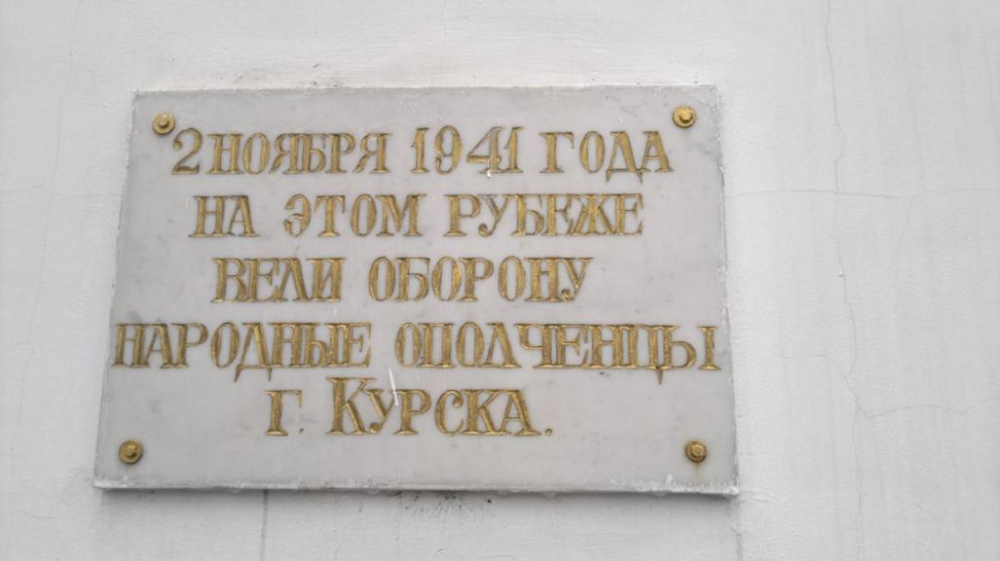 2 НОЯБРЯ 1941 ГОДА
НА ЭТОМ РУБЕЖЕ
ВЕЛИ ОБОРОНУ
НАРОДНЫЕ ОПОЛЧЕНЦЫ
Г. КУРСКА.